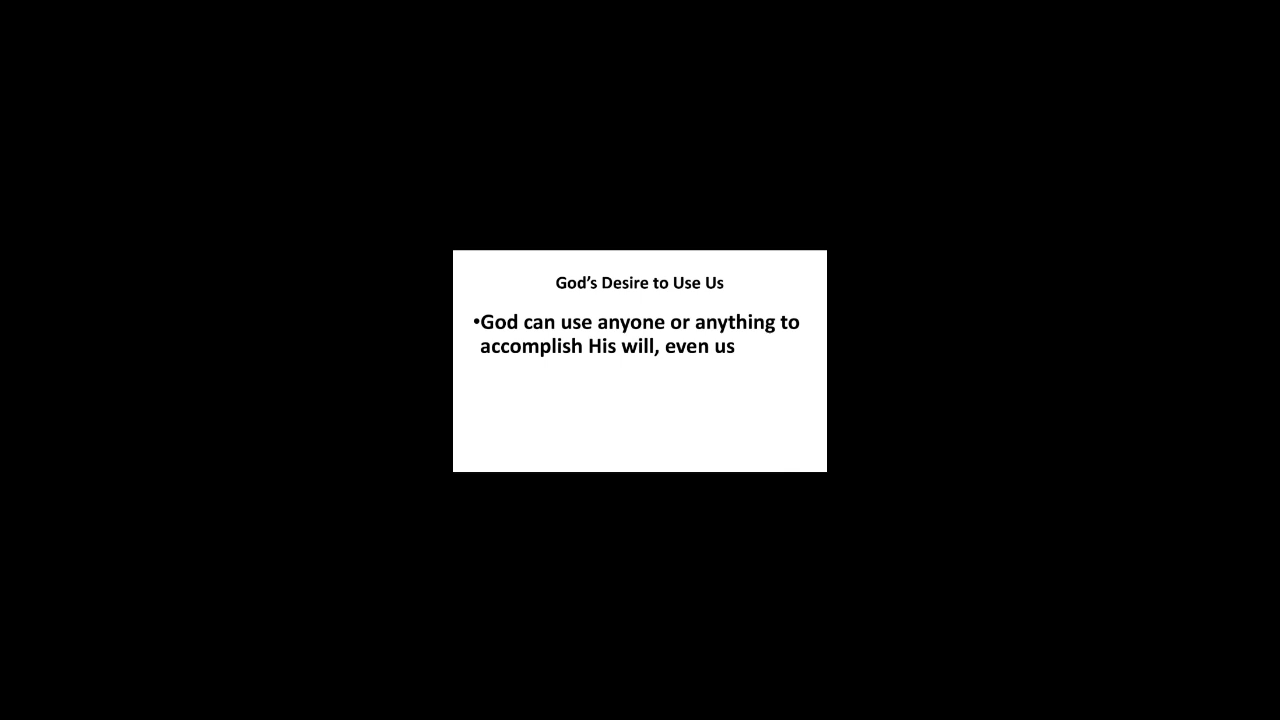 God’s Desire to Use Us
•God can use anyone or anything to
accomplish His will, even us